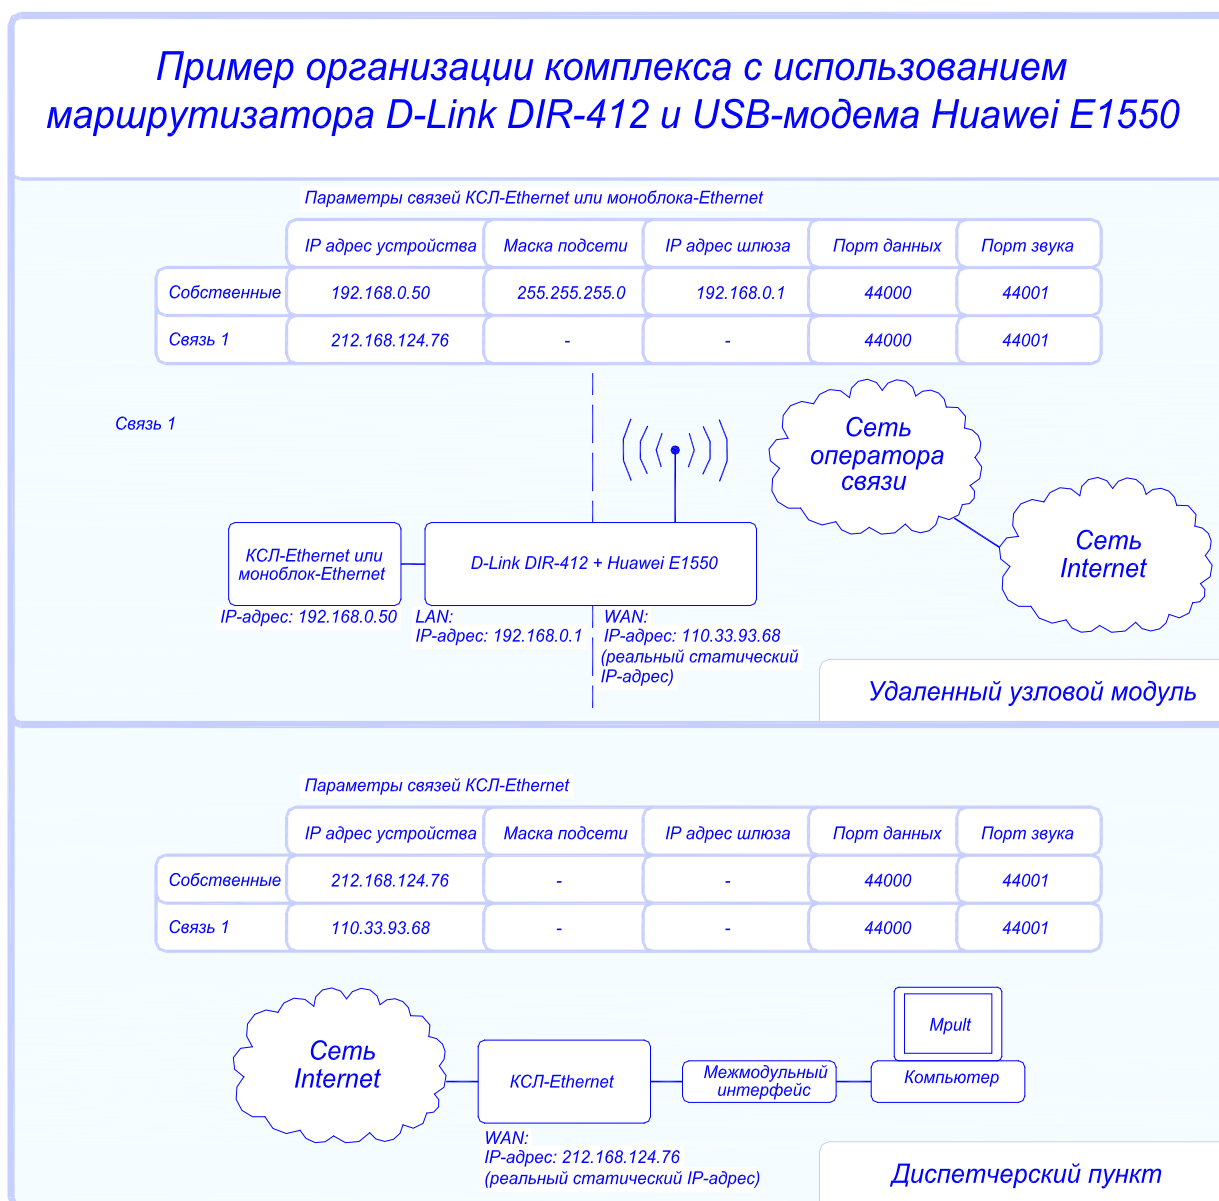 Пример организации комплекса с использованием
маршрутизатора D-Link DIR-412 и USB-модема Huawei E1550
Параметры связей КСЛ-Ethernet или моноблока-Ethernet
IP адрес устройства Маска подсети IP адрес шлюза Порт данных Порт звука
Собственные 192.168.0.50 255.255.255.0 192.168.0.1 44000 44001
Связь 1 212.168.124.76 - - 44000 44001
Связь 1
Сеть
оператора
связи
Сеть
Internet
КСЛ-Ethernet или
моноблок-Ethernet
D-Link DIR-412 + Huawei E1550
IP-адрес: 192.168.0.50
LAN:
IP-адрес: 192.168.0.1
WAN:
IP-адрес: 110.33.93.68
(реальный статический
IP-адрес)
Удаленный узловой модуль
Параметры связей КСЛ-Ethernet
IP адрес устройства Маска подсети IP адрес шлюза Порт данных Порт звука
Собственные 212.168.124.76 - - 44000 44001
Связь 1 110.33.93.68 - - 44000 44001
Сеть
Internet
КСЛ-Ethernet
Межмодульный
интерфейс
Mpult
Компьютер
WAN:
IP-адрес: 212.168.124.76
(реальный статический IP-адрес)
Диспетчерский пункт